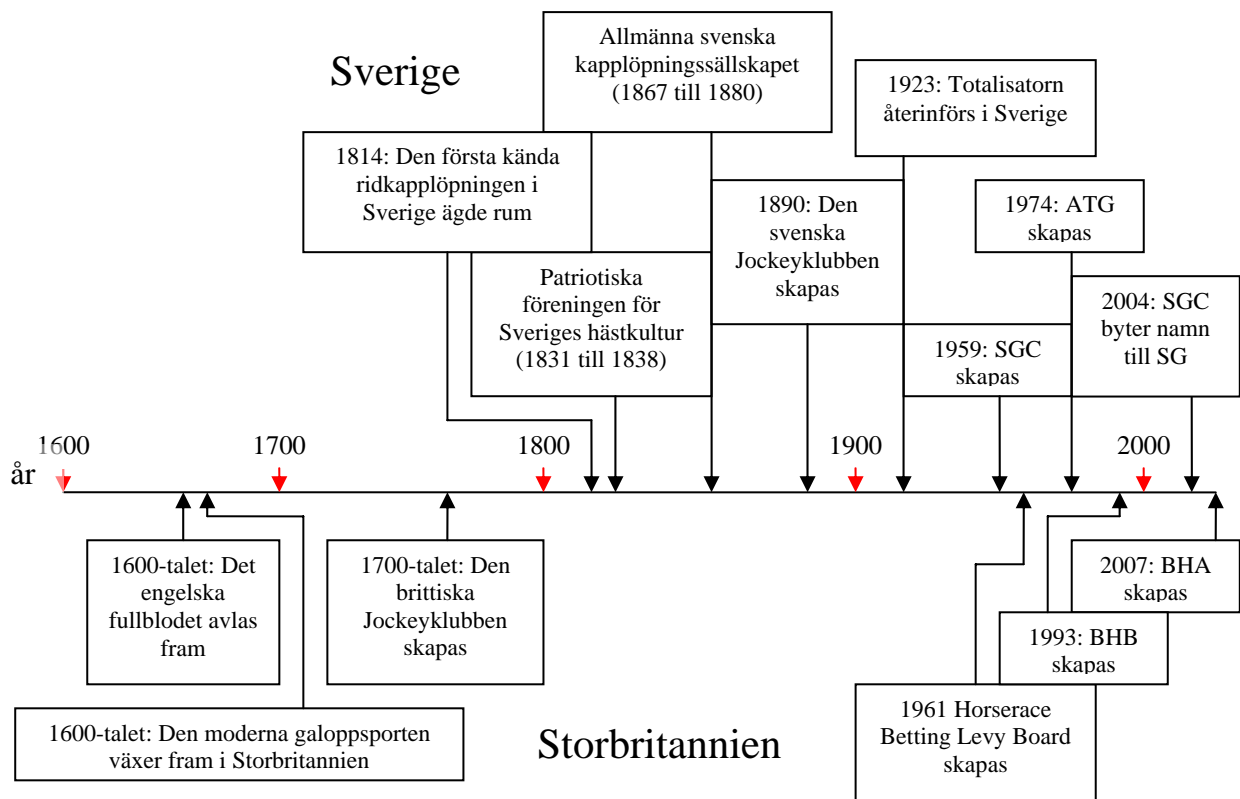 Sverige
Allmänna svenska
kapplöpningssällskapet
(1867 till 1880)
1923: Totalisatorn
återinförs i Sverige
1814: Den första kända
ridkapplöpningen i
Sverige ägde rum
1890: Den
svenska
Jockeyklubben
skapas
1974: ATG
skapas
Patriotiska
föreningen för
Sveriges hästkultur
(1831 till 1838)
2004: SGC
byter namn
till SG
1959: SGC
skapas
1600 1700 1800 1900 2000
år
1600-talet: Det
engelska
fullblodet avlas
fram
1700-talet: Den
brittiska
Jockeyklubben
skapas
2007: BHA
skapas
1993: BHB
skapas
1600-talet: Den moderna galoppsporten
växer fram i Storbritannien
Storbritannien
1961 Horserace
Betting Levy Board
skapas